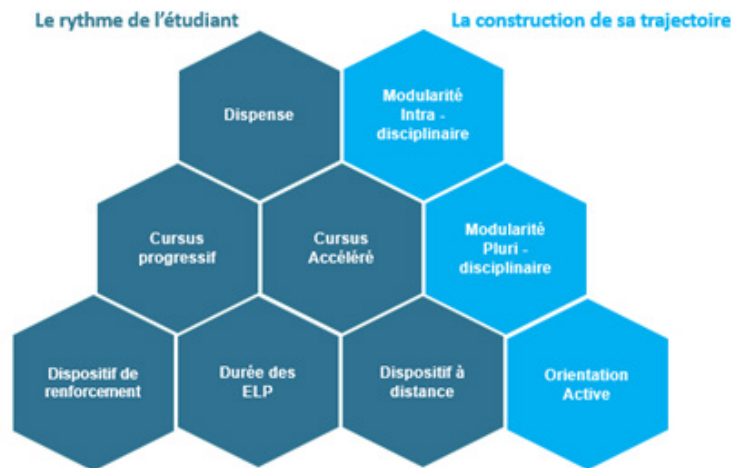 Le rythme de l'étudiant
La construction de sa trajectoire
Dispense
Modularité
Intra -
disciplinaire
Cursus
progressif
Cursus
Accéléré
Modularité
Pluri -
disciplinaire
Dispositif de
renforcement
Durée des
ELP
Dispositif à
distance
Orientation
Active